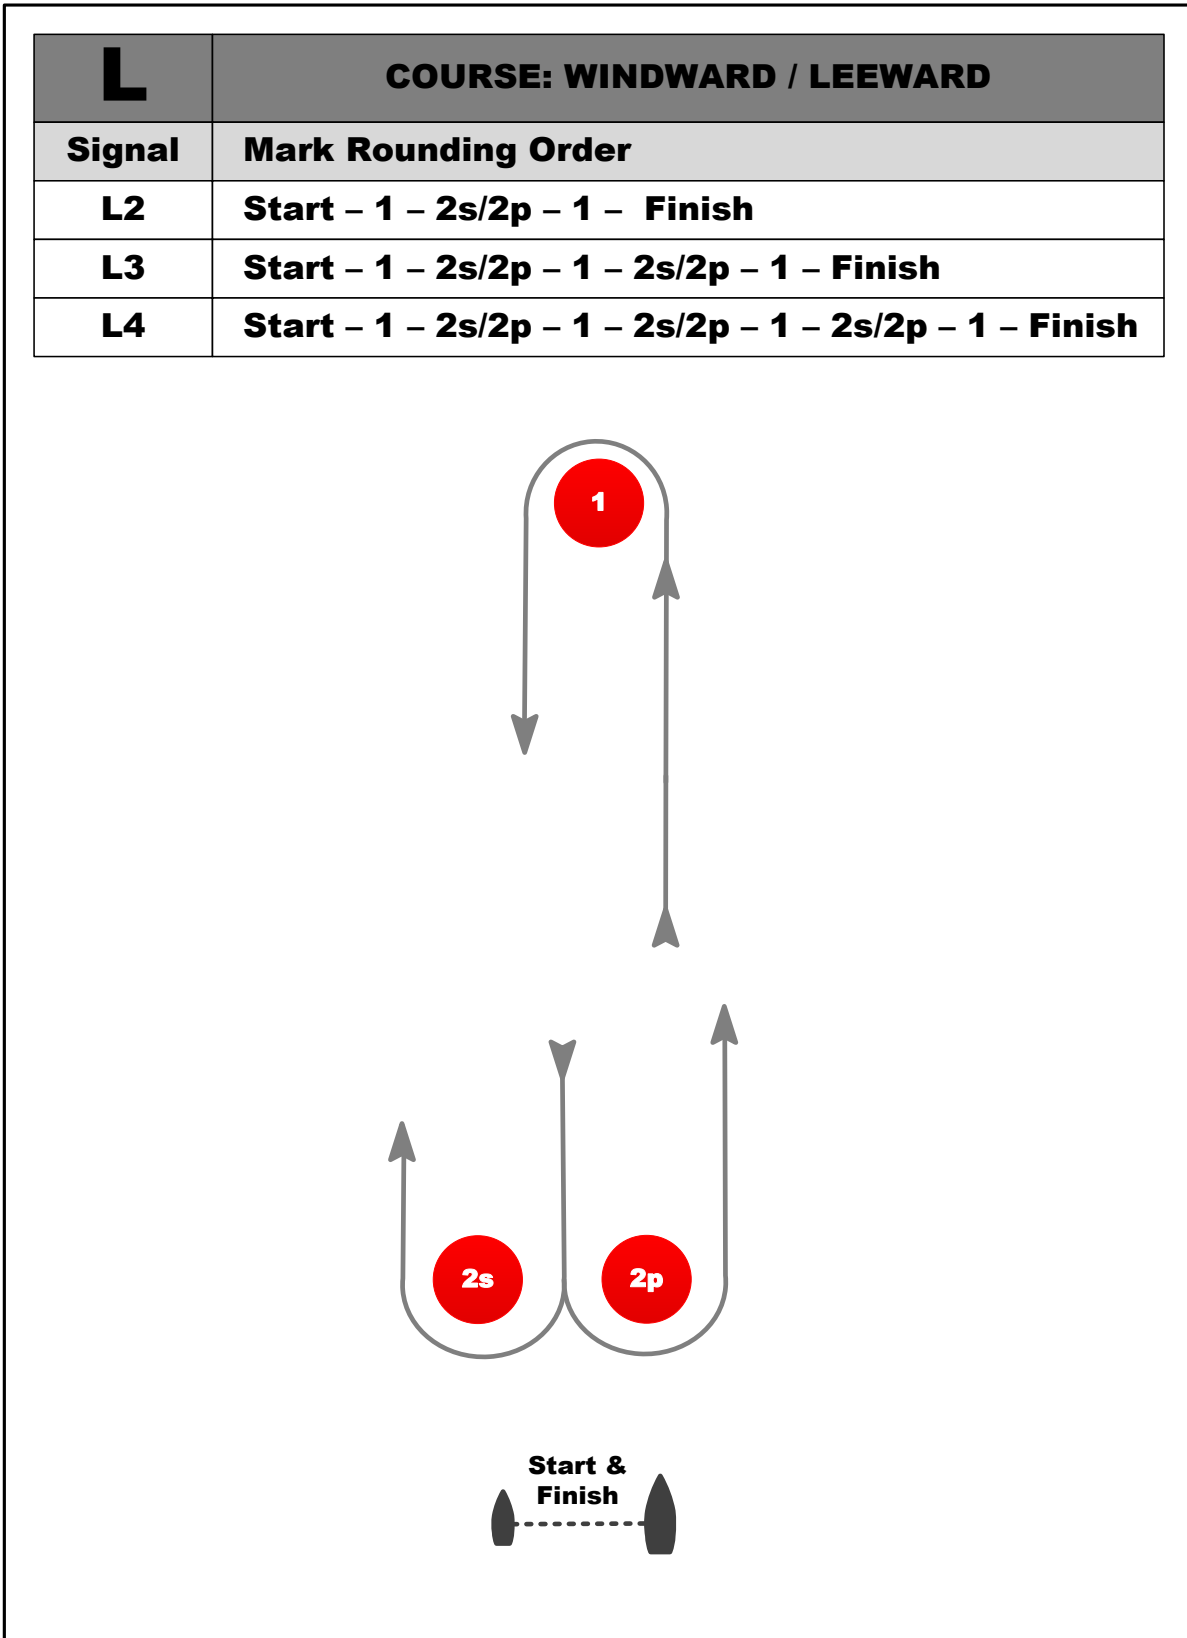 L COURSE: WINDWARD / LEEWARD
Signal Mark Rounding Order
L2 Start – 1 – 2s/2p – 1 – Finish
L3 Start – 1 – 2s/2p – 1 – 2s/2p – 1 – Finish
L4 Start – 1 – 2s/2p – 1 – 2s/2p – 1 – 2s/2p – 1 – Finish
1
2s 2p
Start &
Finish